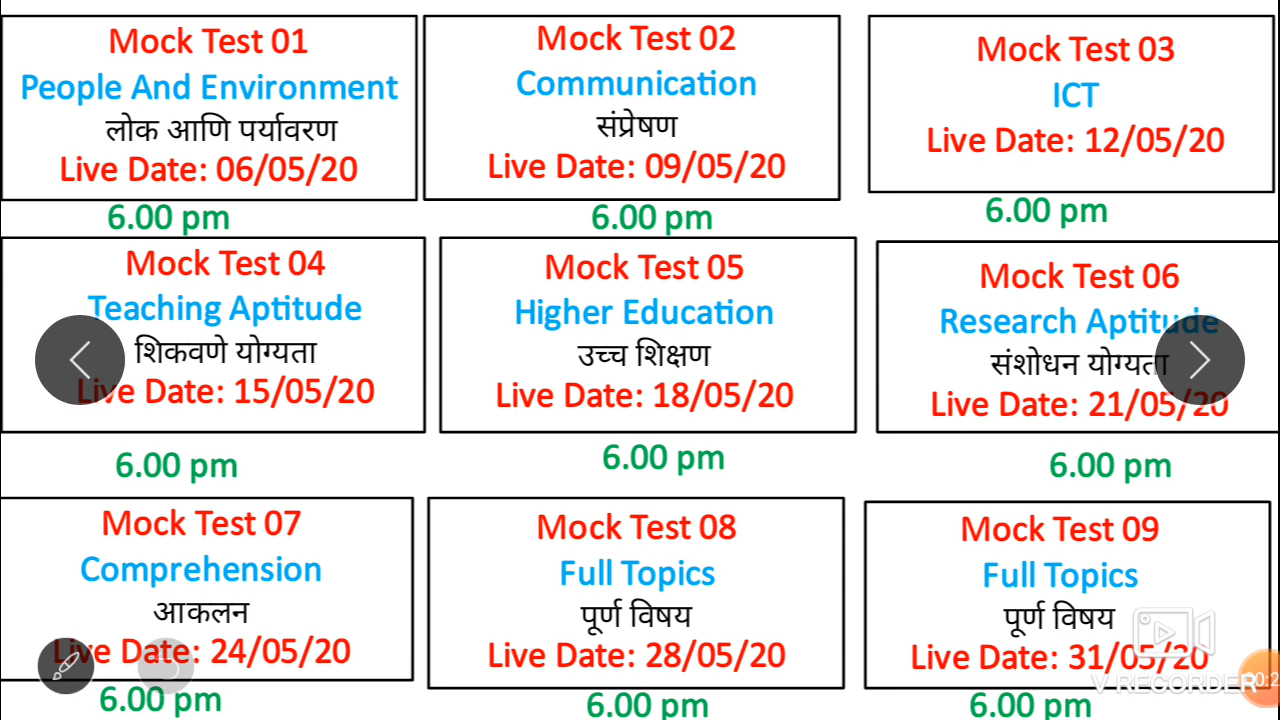 Mock Test 01
People And Environment
लोक आणि पर्यावरण
Live Date: 06/05/20
6.00 pm
Mock Test 02
Communication
संप्रेषण
Live Date: 09/05/20
6.00 pm
Mock Test 03
ICT
Live Date: 12/05/20
6.00 pm
Mock Test 04
Teaching Aptitude
शिकवणे योग्यता
Live Date: 15/05/20
6.00 pm
Mock Test 05
Higher Education
उच्च शिक्षण
Live Date: 18/05/20
6.00 pm
Mock Test 06
Research Aptitude
संशोधन योग्यता
Live Date: 21/05/20
6.00 pm
Mock Test 07
Comprehension
आकलन
Live Date: 24/05/20
6.00 pm
Mock Test 08
Full Topics
पूर्ण विषय
Live Date: 28/05/20
6.00 pm
Mock Test 09
Full Topics
पूर्ण विषय
Live Date: 31/05/20
V RECORDER
6.00 pm